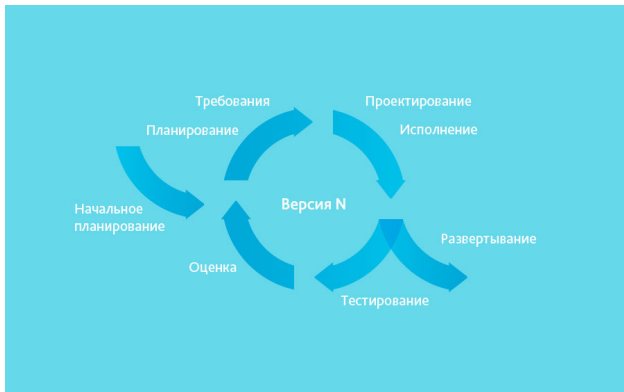 Требования
Планирование
Проектирование
Исполнение
Начальное
планирование
Версия N
Развертывание
Оценка
Тестирование